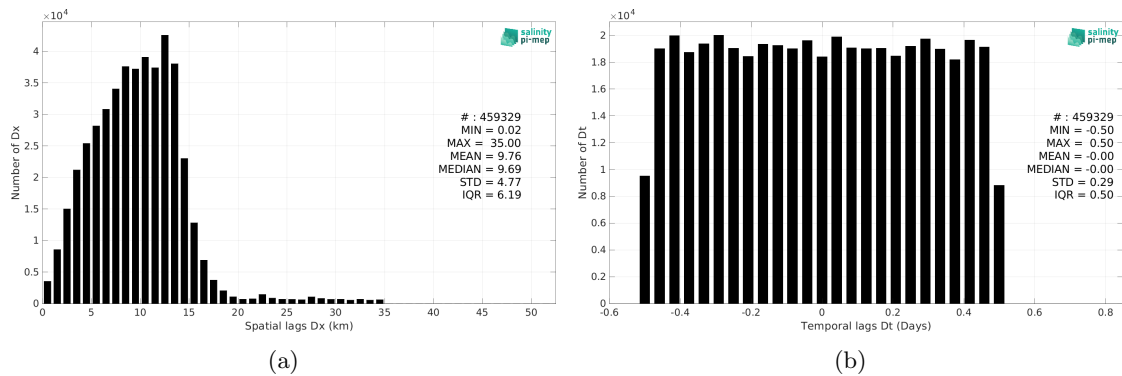 ×10⁴
salinity
pi-mep
4
3.5
3
2.5
2
1.5
1
0.5
0
Number of Dx
# : 459329
MIN = 0.02
MAX = 35.00
MEAN = 9.76
MEDIAN = 9.69
STD = 4.77
IQR = 6.19
0 5 10 15 20 25 30 35 40 45 50
Spatial lags Dx (km)
(a)
×10⁴
salinity
pi-mep
2
1.8
1.6
1.4
1.2
1
0.8
0.6
0.4
0.2
0
Number of Dt
# : 459329
MIN = -0.50
MAX = 0.50
MEAN = -0.00
MEDIAN = -0.00
STD = 0.29
IQR = 0.50
-0.6 -0.4 -0.2 0 0.2 0.4 0.6 0.8
Temporal lags Dt (Days)
(b)